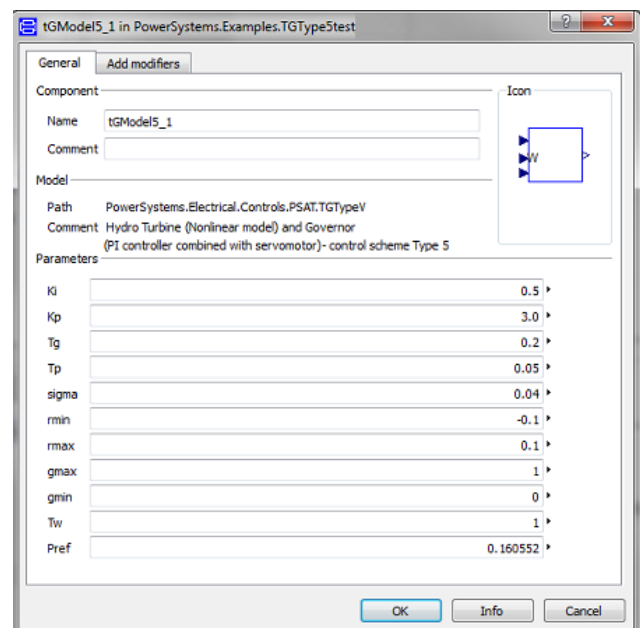 tGModel5_1 in PowerSystems.Examples.TGType5test
General Add modifiers
Component
Icon
Name tGModel5_1
Comment
W
Model
Path PowerSystems.Electrical.Controls.PSAT.TGTypeV
Comment Hydro Turbine (Nonlinear model) and Governor
(PI controller combined with servomotor)- control scheme Type 5
Parameters
Ki 0.5
Kp 3.0
Tg 0.2
Tp 0.05
sigma 0.04
rmin -0.1
rmax 0.1
gmax 1
gmin 0
Tw 1
Pref 0.160552
OK Info Cancel